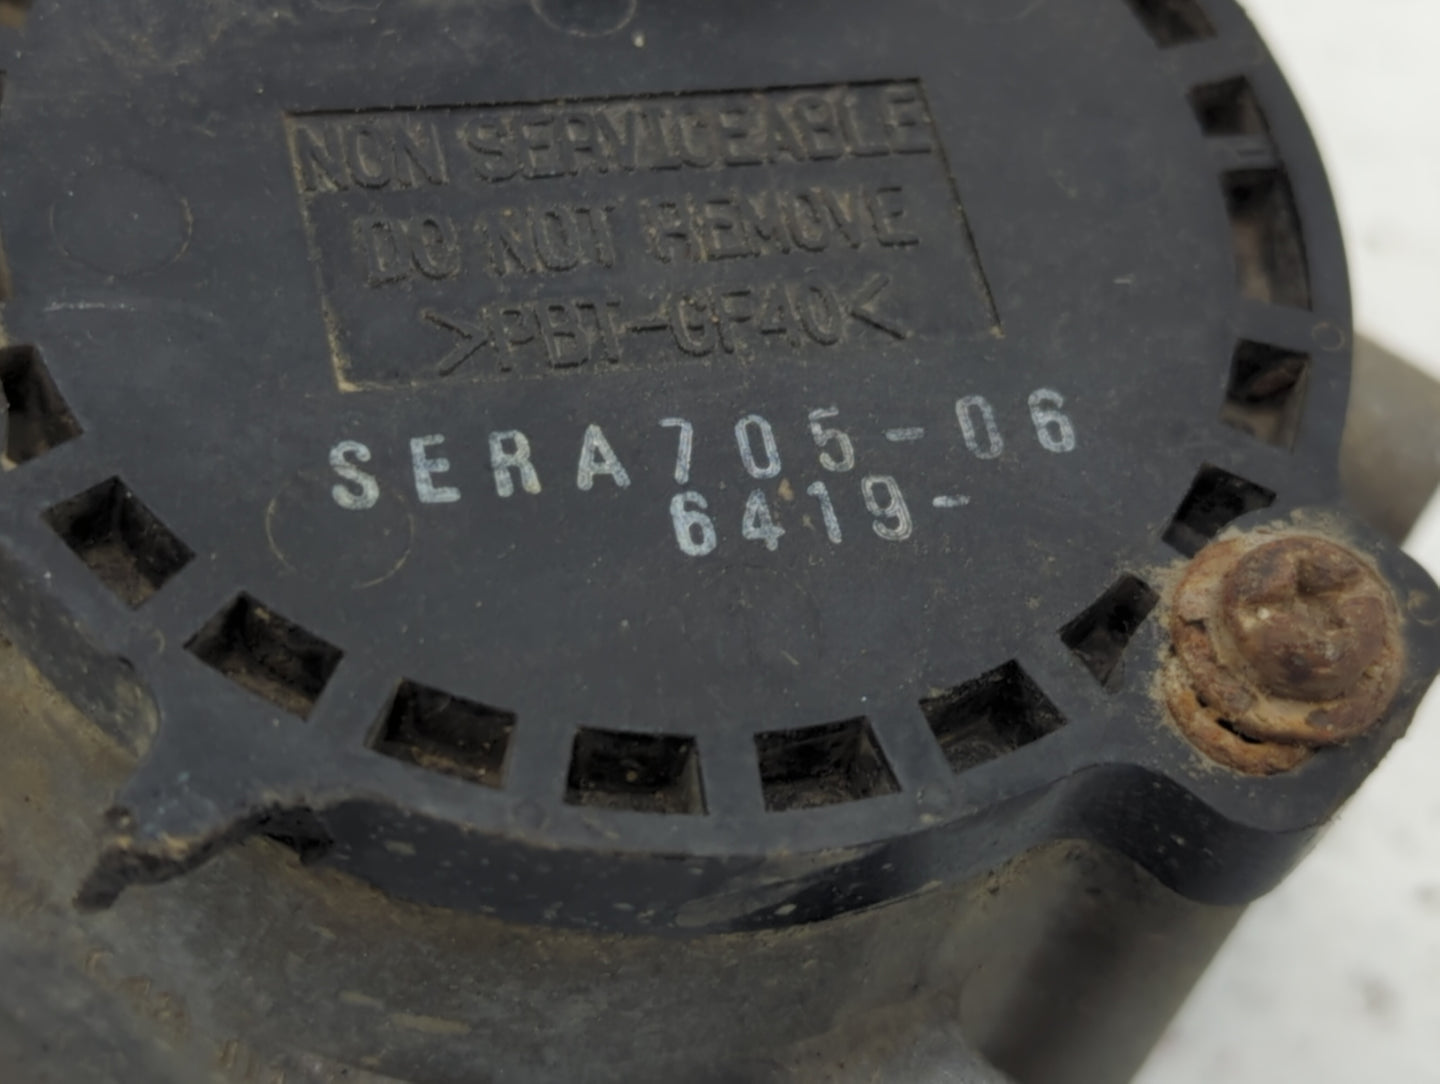 NON SERVICEABLE
DO NOT REMOVE
>PBT-GF40<
SERA705-06
6419-